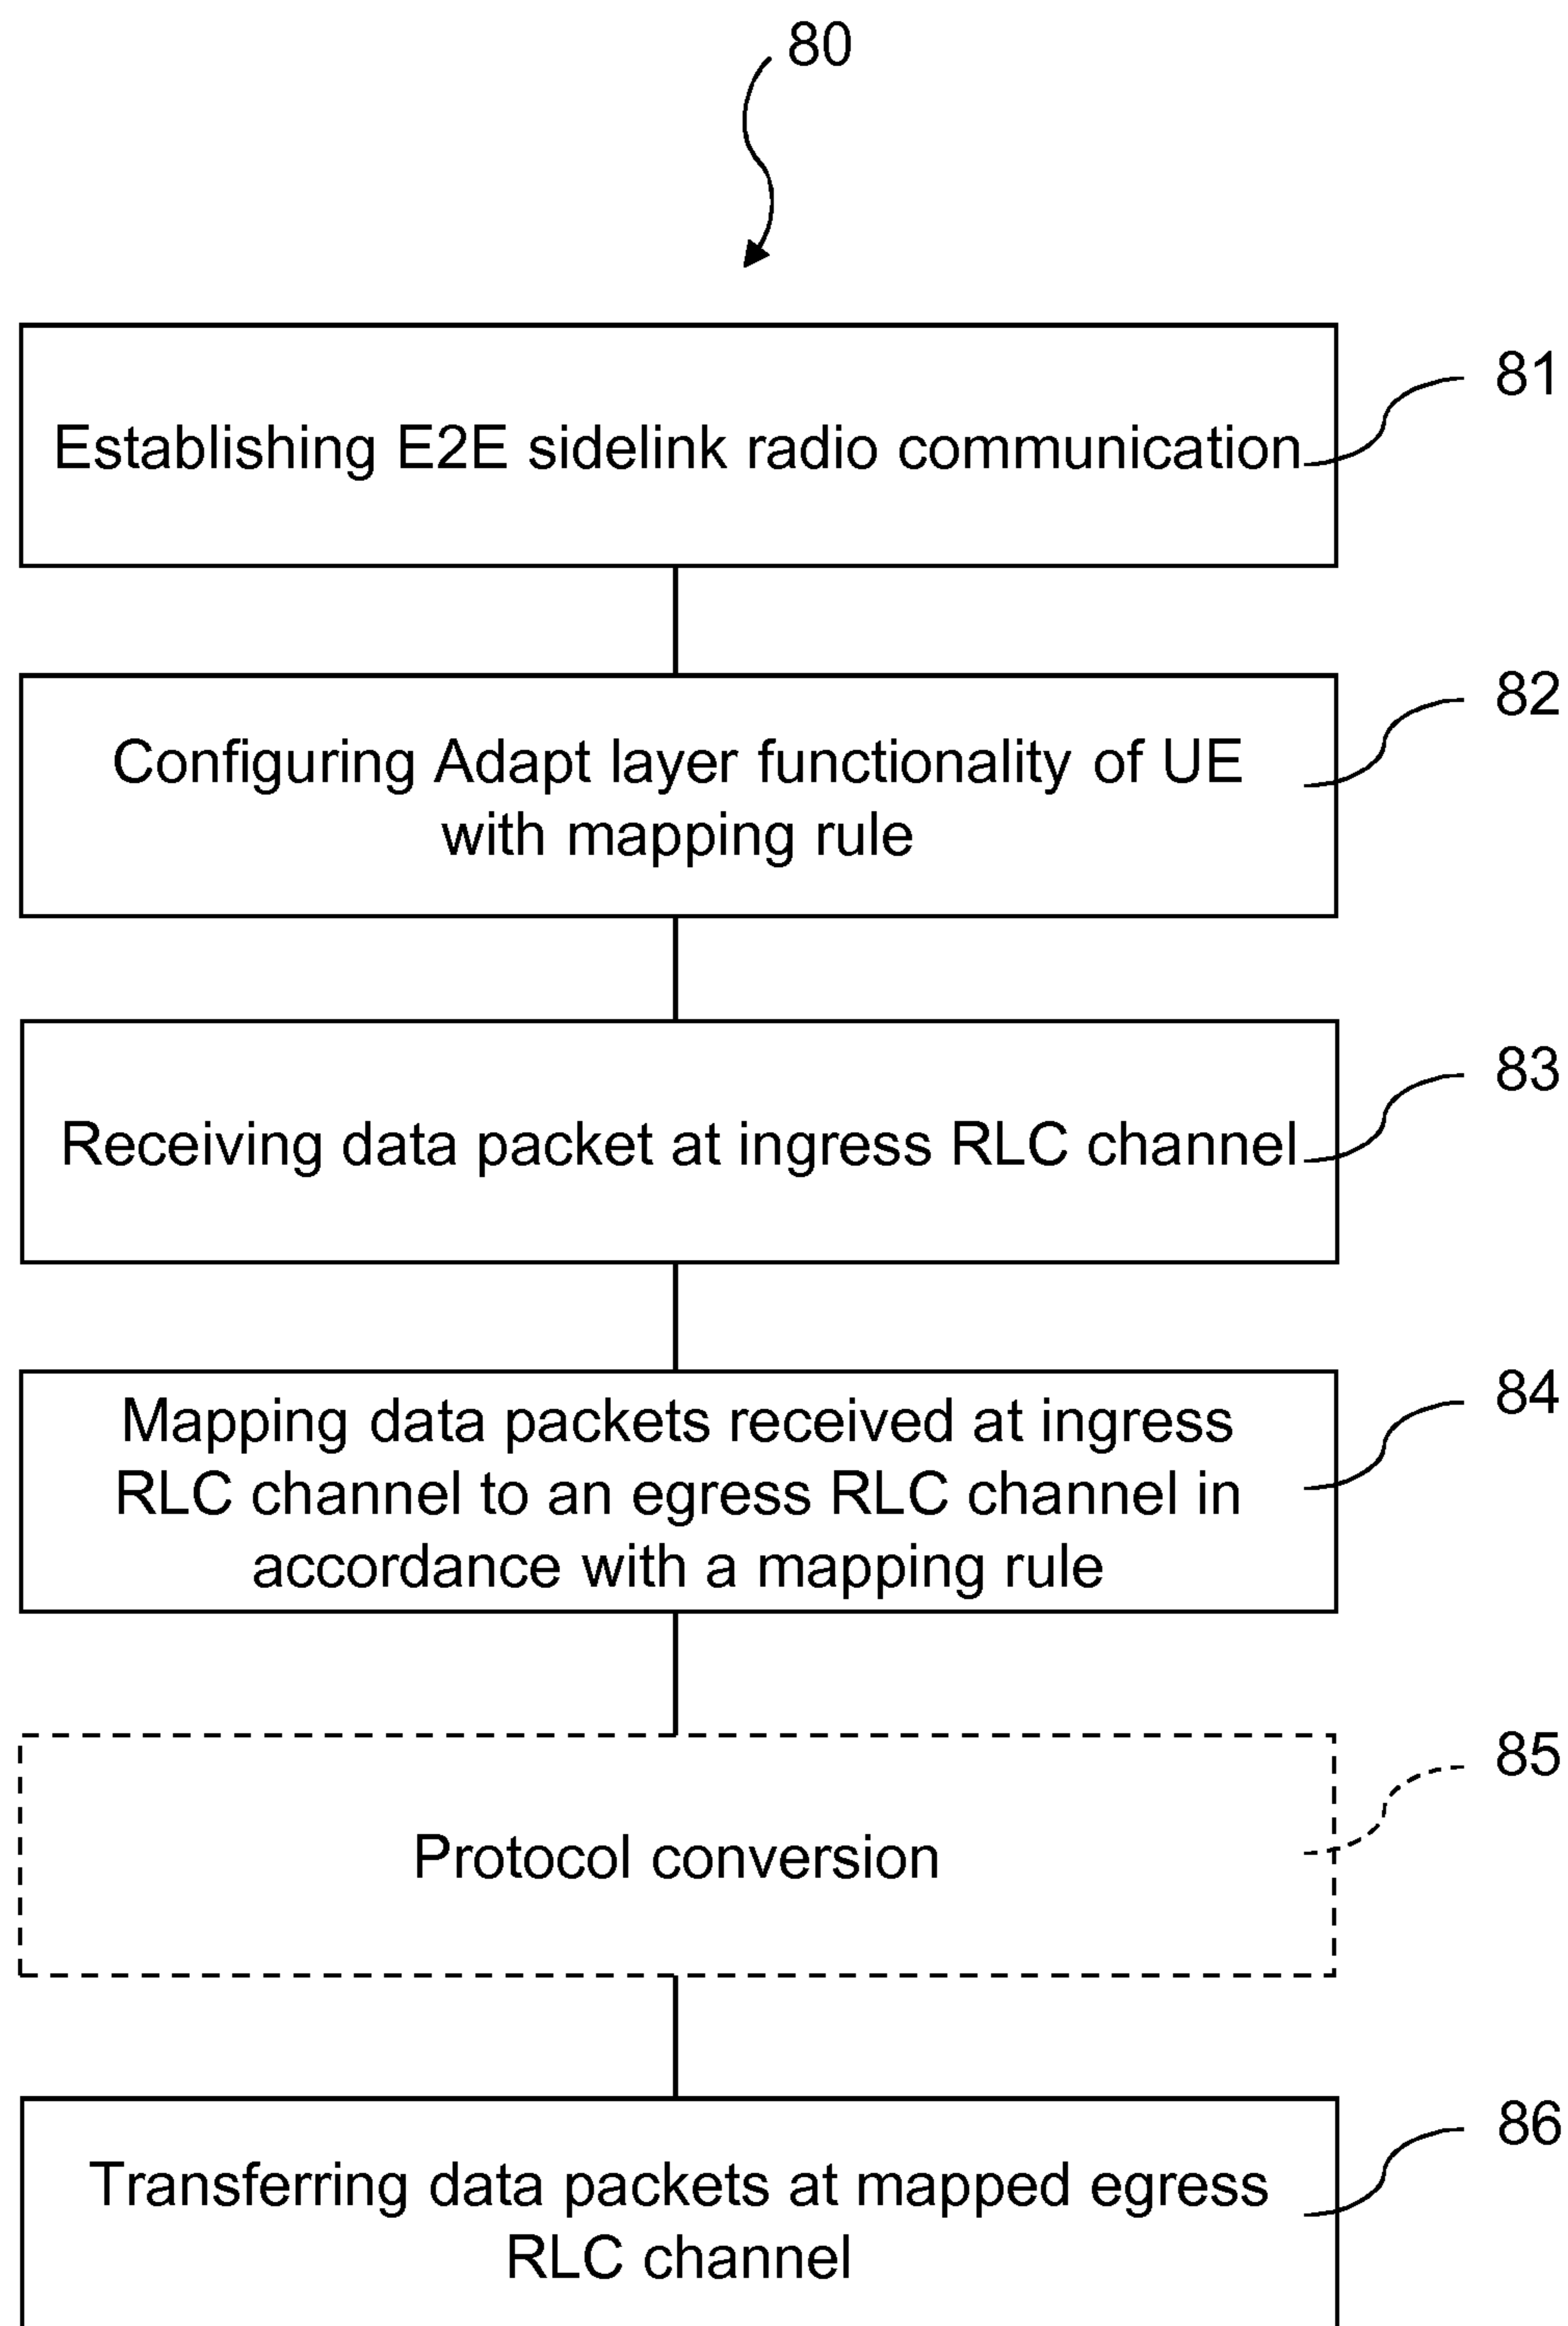 80
Establishing E2E sidelink radio communication
81
Configuring Adapt layer functionality of UE
with mapping rule
82
Receiving data packet at ingress RLC channel
83
Mapping data packets received at ingress
RLC channel to an egress RLC channel in
accordance with a mapping rule
84
Protocol conversion
85
Transferring data packets at mapped egress
RLC channel
86